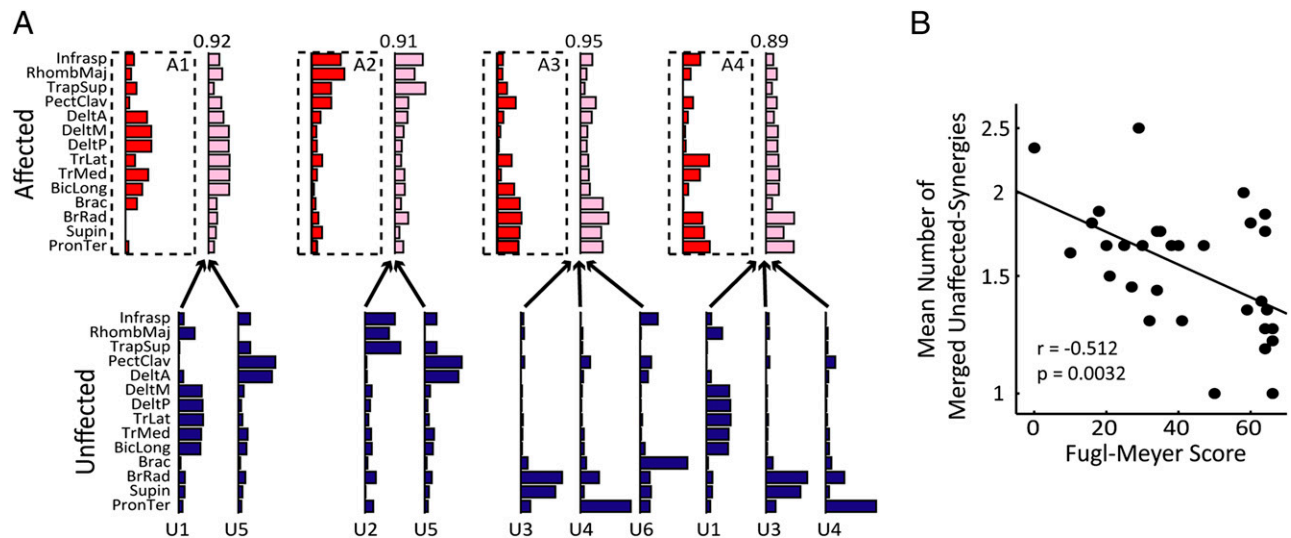 A
0.92
0.91
0.95
0.89
Affected
Infrasp
RhombMaj
TrapSup
PectClav
DeltA
DeltM
DeltP
TrLat
TrMed
BicLong
Brac
BrRad
Supin
PronTer
A1
A2
A3
A4
Unffected
Infrasp
RhombMaj
TrapSup
PectClav
DeltA
DeltM
DeltP
TrLat
TrMed
BicLong
Brac
BrRad
Supin
PronTer
U1
U5
U2
U5
U3
U4
U6
U1
U3
U4
B
Mean Number of
Merged Unaffected-Synergies
2.5
2
1.5
1
r = -0.512
p = 0.0032
0
20
40
60
Fugl-Meyer Score